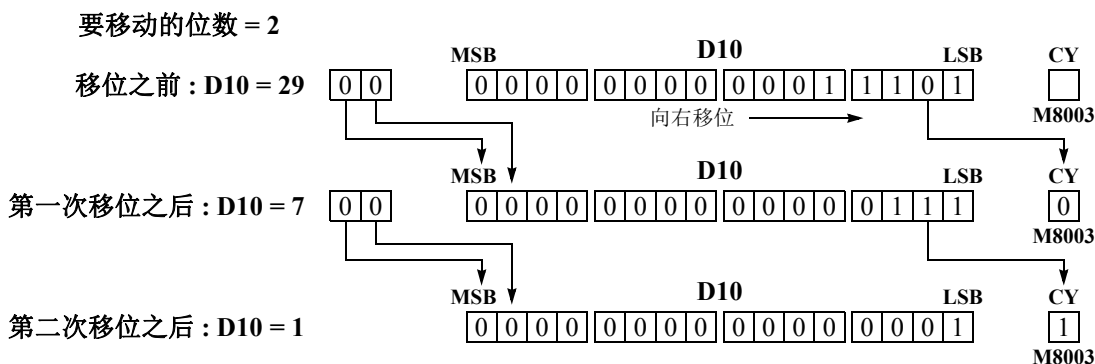 要移动的位数 = 2
MSB D10 LSB CY
移位之前 : D10 = 29 0 0 0 0 0 0 0 0 0 0 0 0 0 1 1 1 0 1
向右移位 M8003
MSB D10 LSB CY
第一次移位之后 : D10 = 7 0 0 0 0 0 0 0 0 0 0 0 0 0 0 0 1 1 1 0
M8003
MSB D10 LSB CY
第二次移位之后 : D10 = 1 0 0 0 0 0 0 0 0 0 0 0 0 0 0 0 1 1
M8003